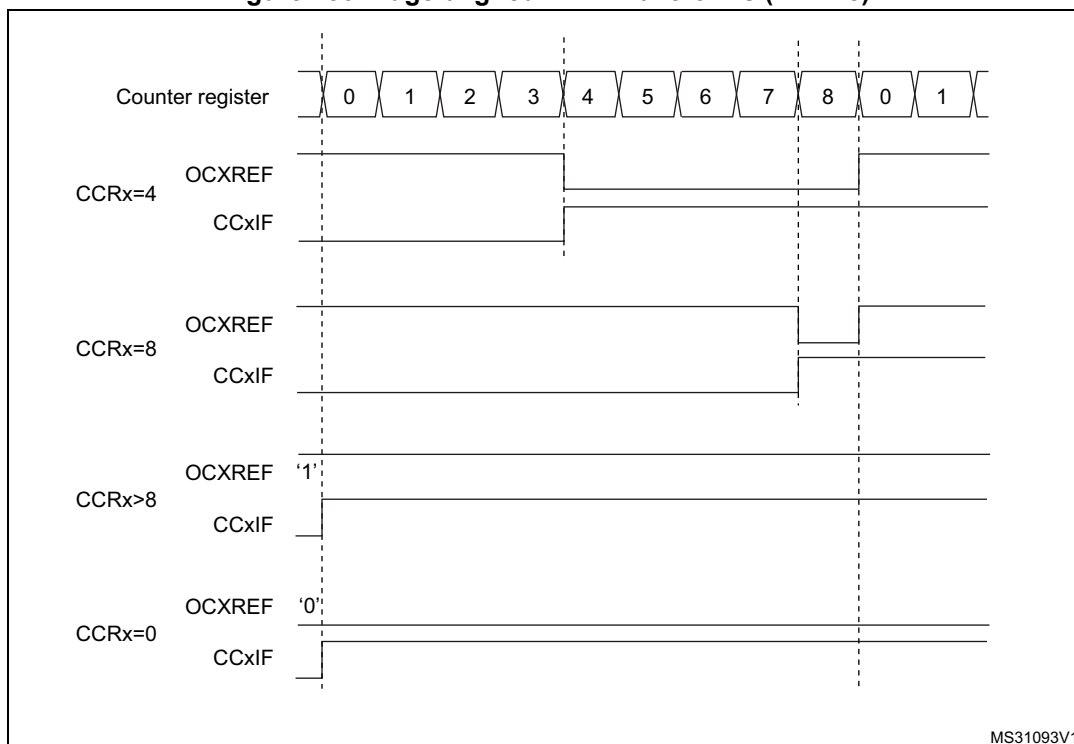 Counter register 0 1 2 3 4 5 6 7 8 0 1
OCXREF
CCRx=4
CCxIF
OCXREF
CCRx=8
CCxIF
OCXREF '1'
CCRx>8
CCxIF
OCXREF '0'
CCRx=0
CCxIF
MS31093V1